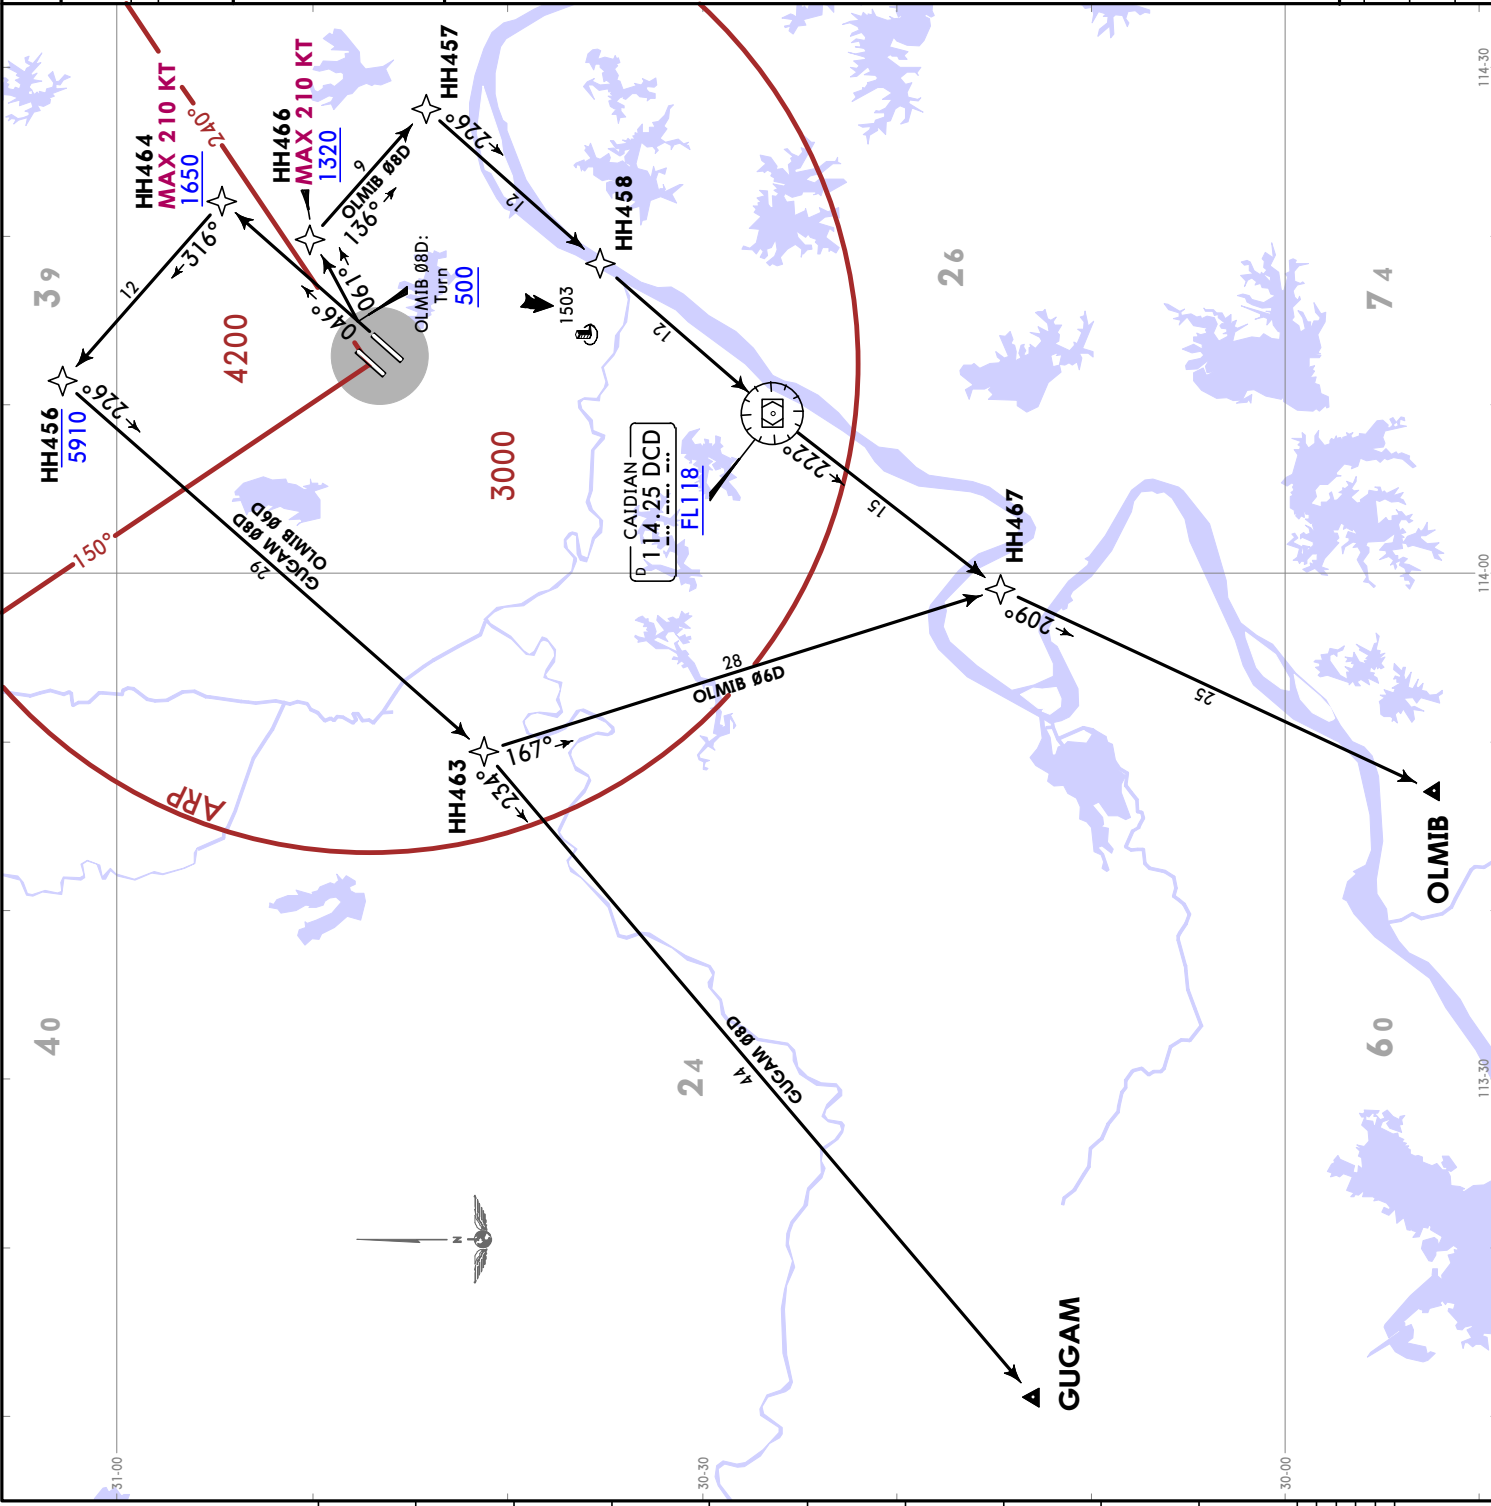 HH457
HH464
MAX 210 KT
1650
240°
HH466
MAX 210 KT
1320
9
OLMIB Ø8D
136°
226°
12
HH458
12
316°
12
39
4200
046°
061°
OLMIB Ø8D:
Turn
500
1503
26
74
HH456
5910
226°
3000
D
CAIDIAN
114.25 DCD
FL118
222°
15
150°
GUGAM Ø8D
OLMIB Ø6D
29
HH467
209°
25
28
OLMIB Ø6D
HH463
167°
234°
ARP
OLMIB
40
24
60
GUGAM Ø8D
44
N
GUGAM
31-00
30-30
30-00
114-30
114-00
113-30